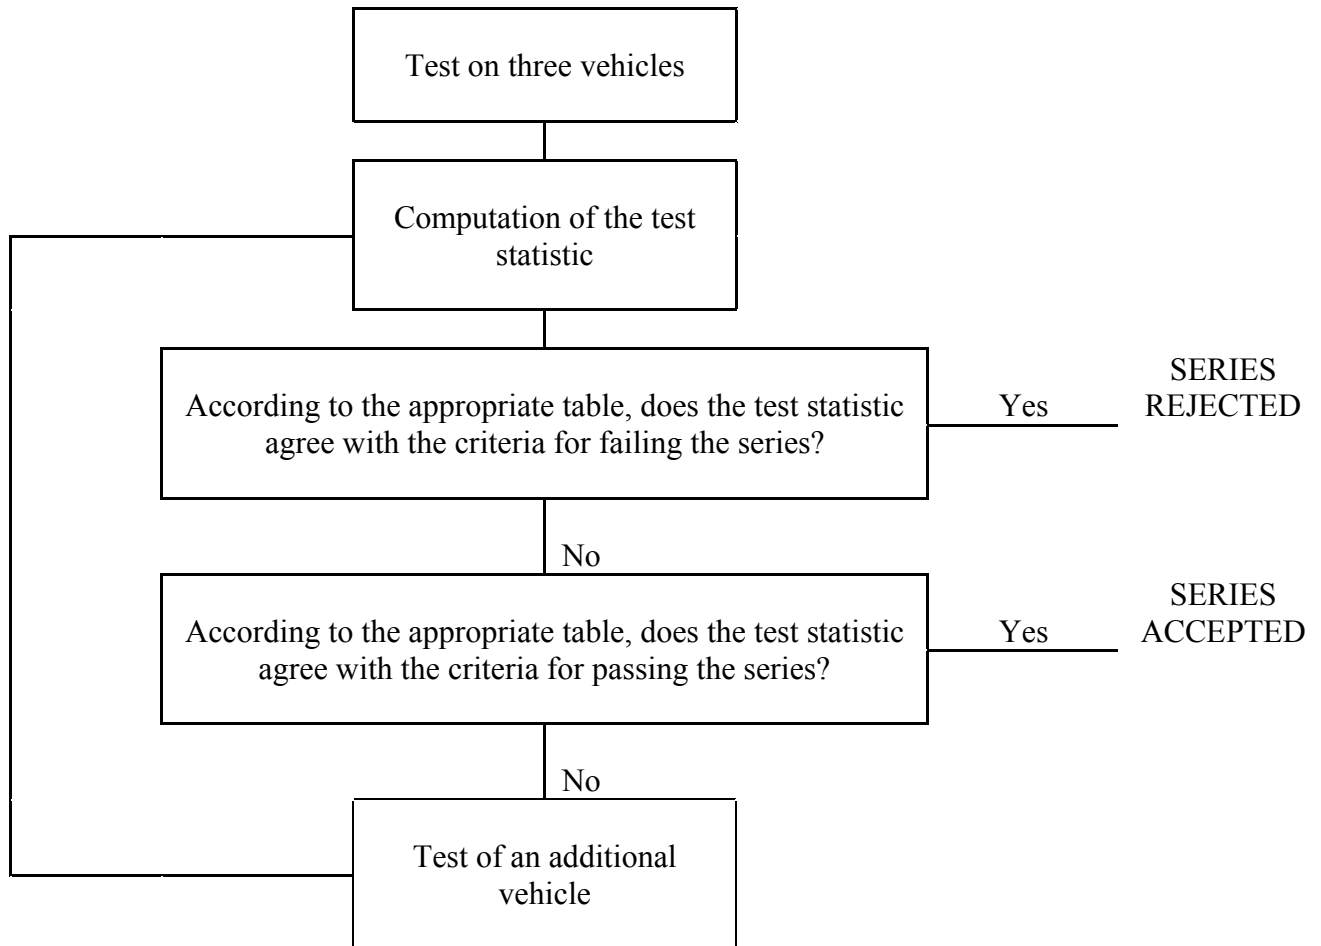 Test on three vehicles
Computation of the test
statistic
According to the appropriate table, does the test statistic
agree with the criteria for failing the series?
Yes
SERIES
REJECTED
No
According to the appropriate table, does the test statistic
agree with the criteria for passing the series?
Yes
SERIES
ACCEPTED
No
Test of an additional
vehicle